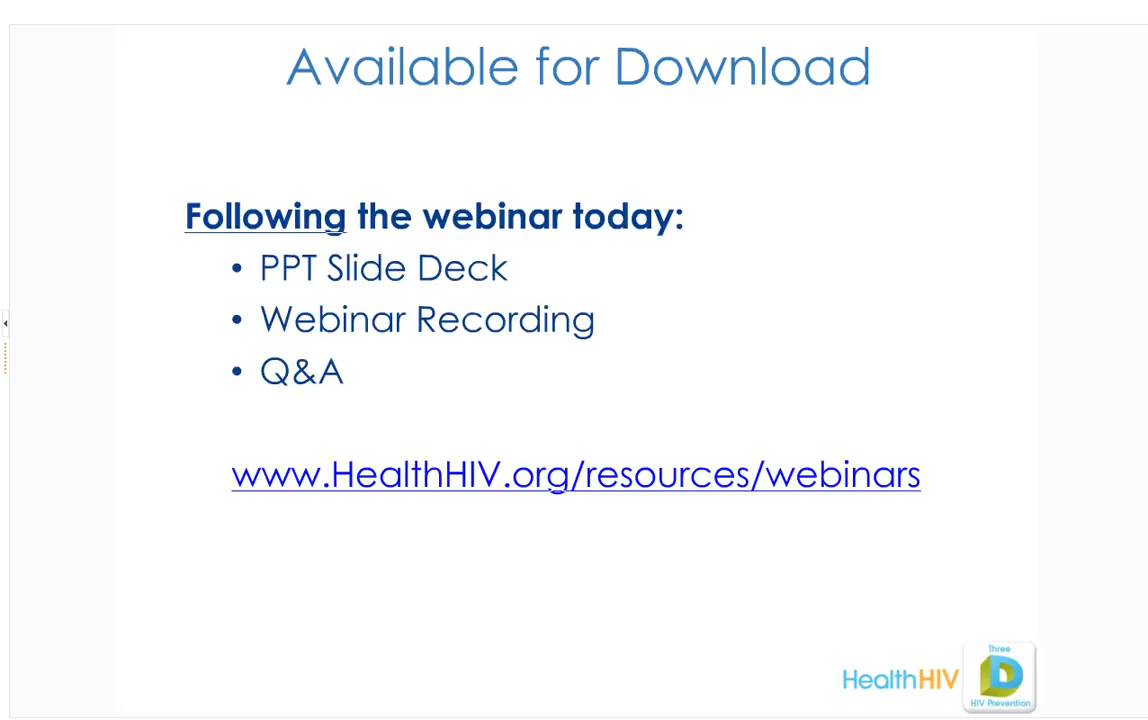 Available for Download
Following the webinar today:
• PPT Slide Deck
• Webinar Recording
• Q&A
www.HealthHIV.org/resources/webinars
HealthHIV
Three
D
HIV Prevention